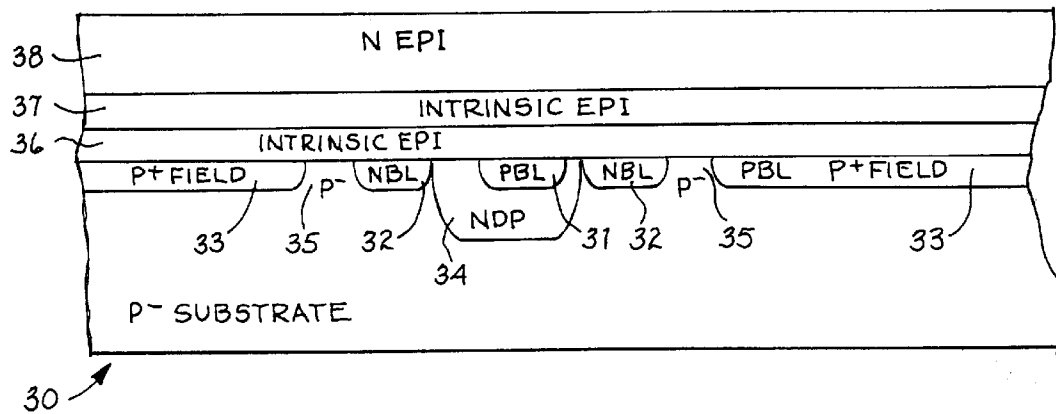 N EPI
38
37
INTRINSIC EPI
36
INTRINSIC EPI
P+ FIELD
P-
NBL
PBL
NBL
P-
PBL
P+ FIELD
NDP
33
35
32
34
31
32
35
33
P- SUBSTRATE
30